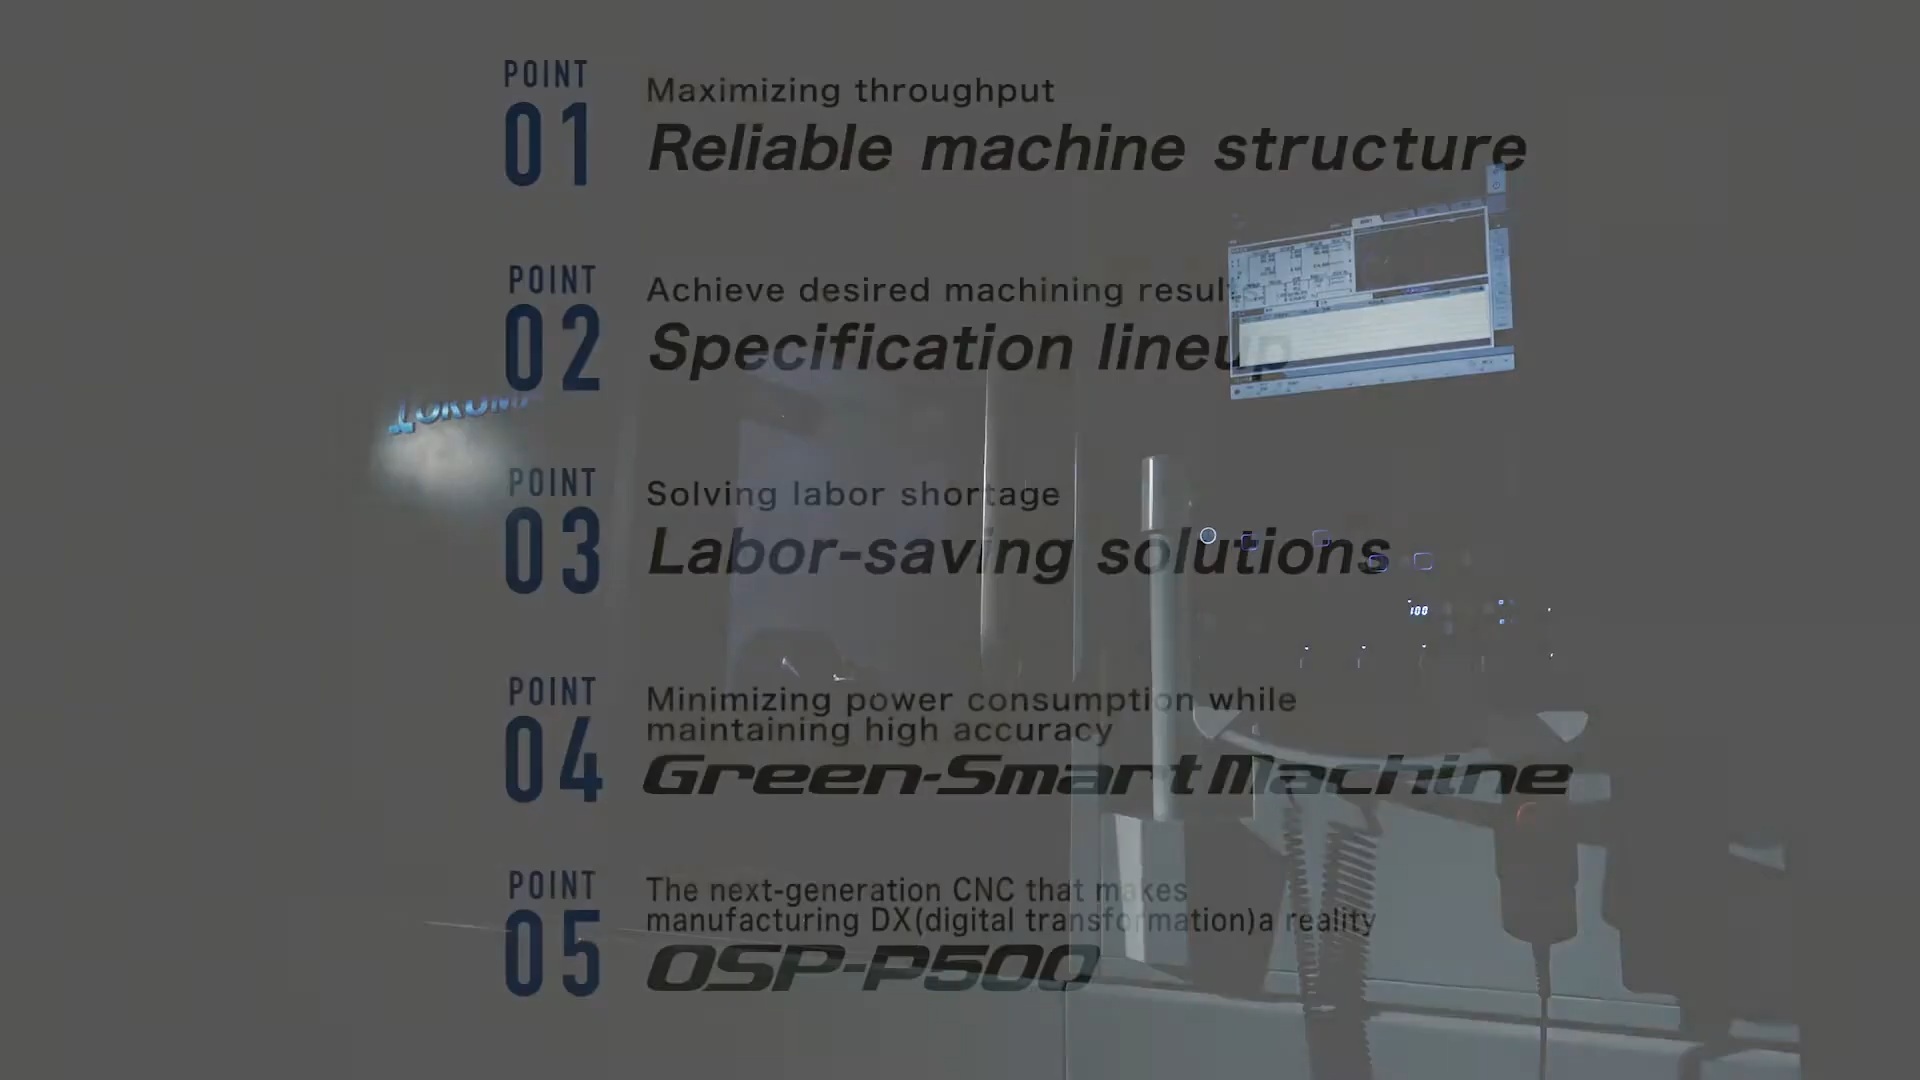 POINT
01
Maximizing throughput
Reliable machine structure
POINT
02
Achieve desired machining results
Specification lineup
POINT
03
Solving labor shortage
Labor-saving solutions
100
POINT
04
Minimizing power consumption while
maintaining high accuracy
Green-Smart Machine
POINT
05
The next-generation CNC that makes
manufacturing DX(digital transformation)a reality
OSP-P500